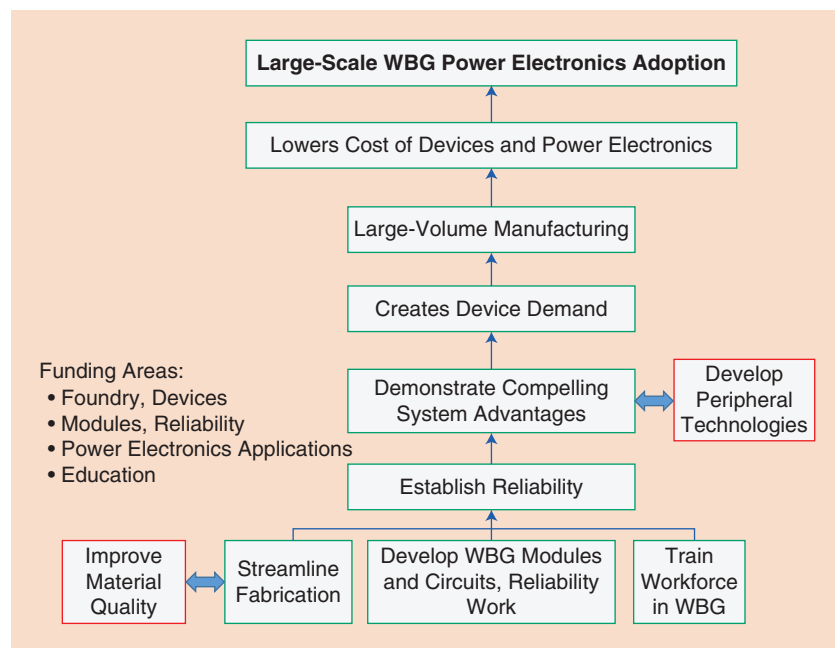 Large-Scale WBG Power Electronics Adoption
Lowers Cost of Devices and Power Electronics
Large-Volume Manufacturing
Creates Device Demand
Funding Areas:
• Foundry, Devices
• Modules, Reliability
• Power Electronics Applications
• Education
Demonstrate Compelling
System Advantages
Develop
Peripheral
Technologies
Establish Reliability
Improve
Material
Quality
Streamline
Fabrication
Develop WBG Modules
and Circuits, Reliability
Work
Train
Workforce
in WBG